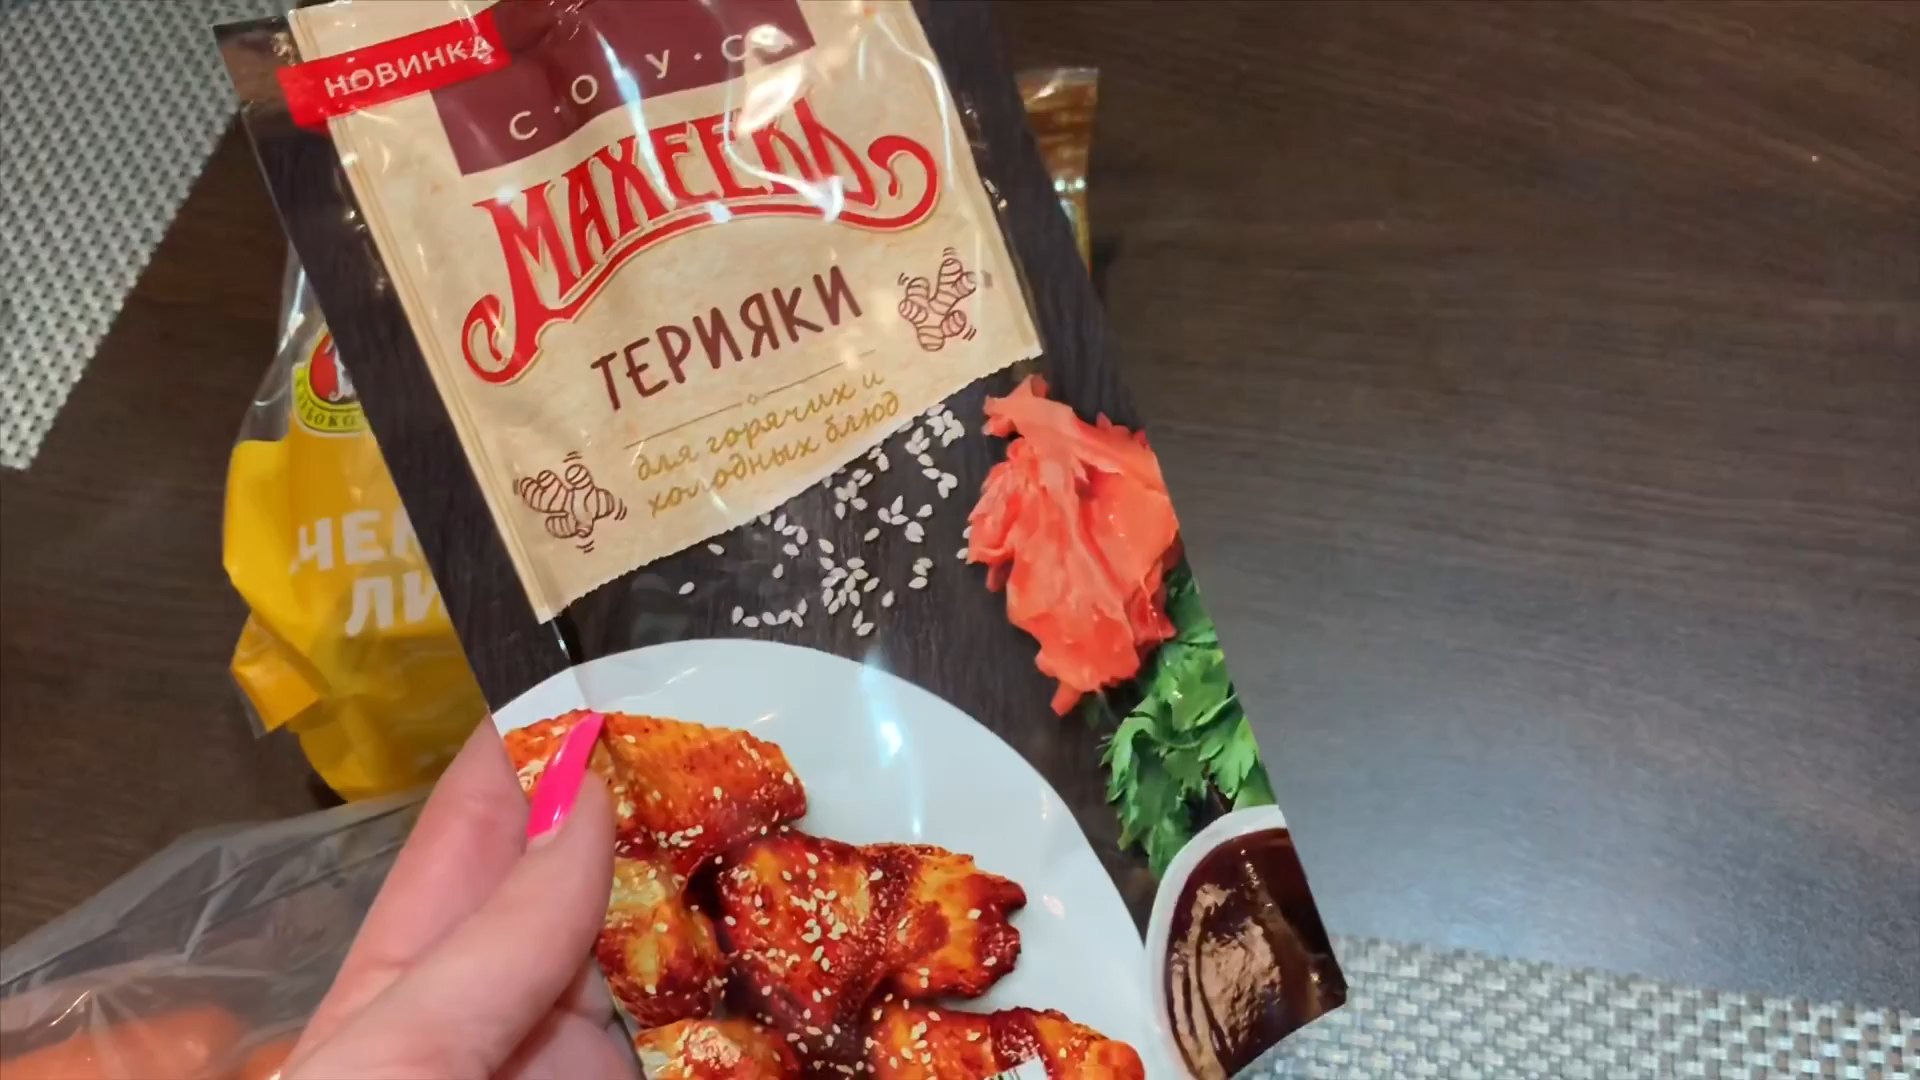 НОВИНКА
С·О·У·С
МАХЕЕВЪ
ТЕРИЯКИ
для горячих и
холодных блюд